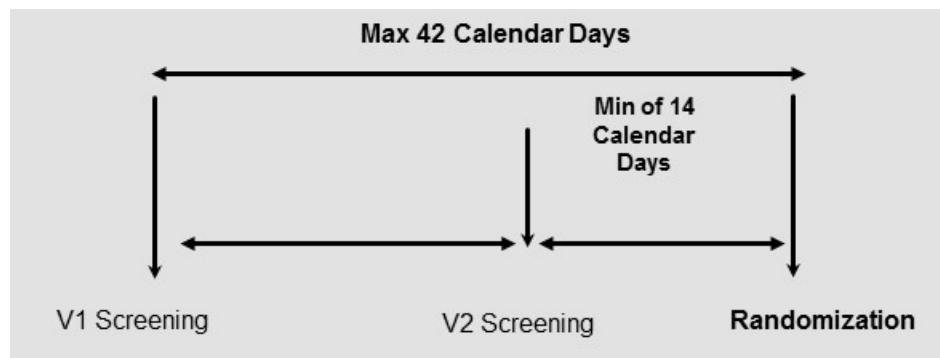 Max 42 Calendar Days
Min of 14
Calendar
Days
V1 Screening
V2 Screening
Randomization